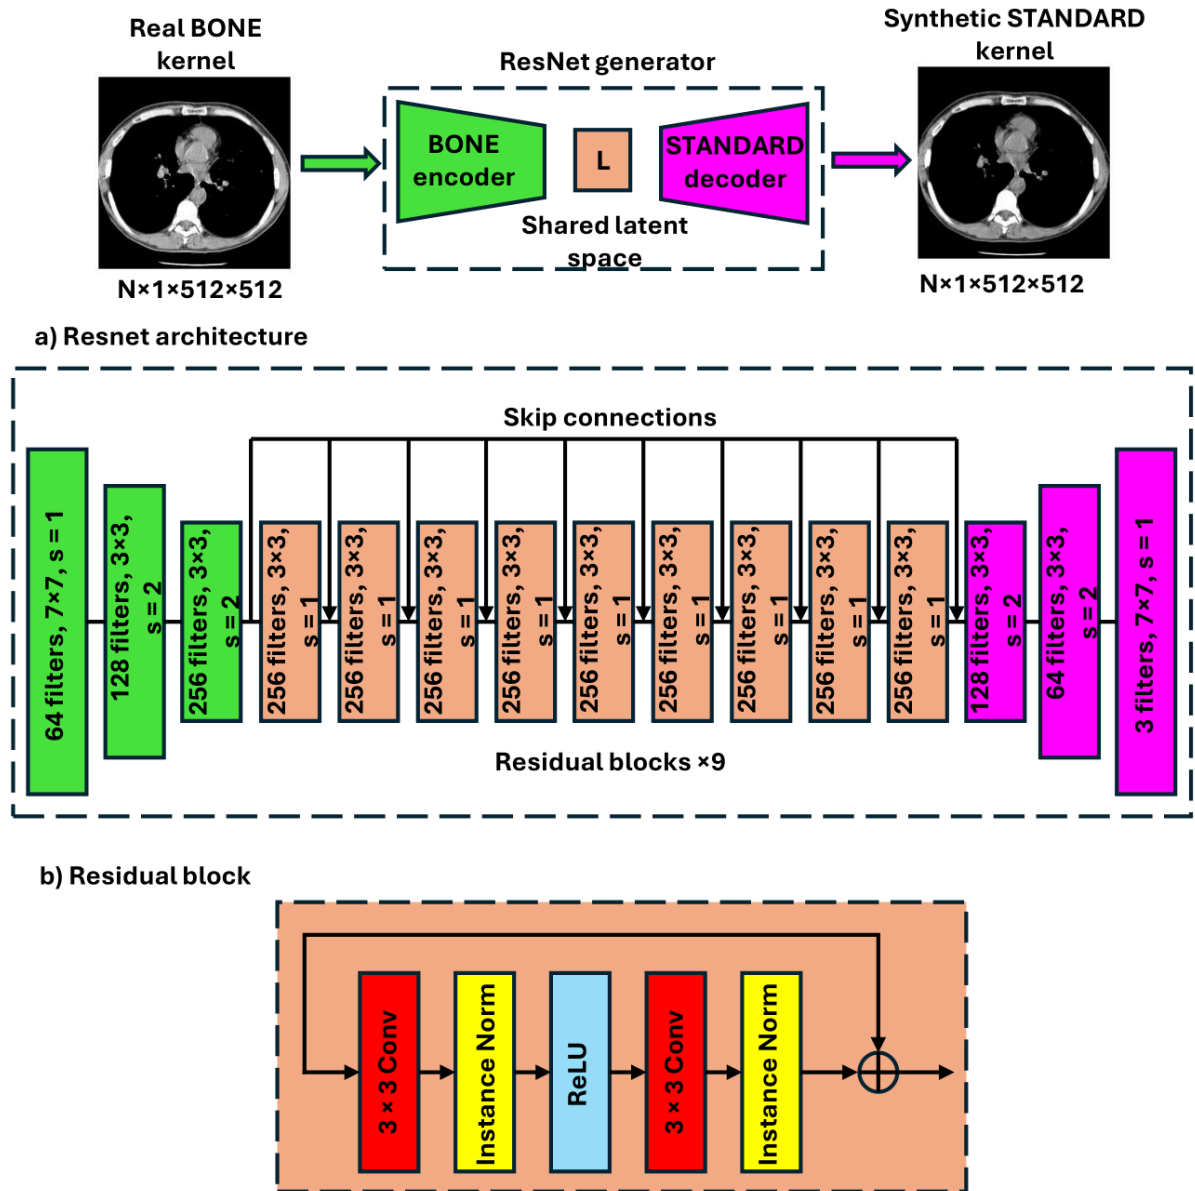 Real BONE
kernel
ResNet generator
Synthetic STANDARD
kernel
BONE
encoder
L
STANDARD
decoder
Shared latent
space
N×1×512×512
N×1×512×512
a) Resnet architecture
Skip connections
64 filters, 7×7, s = 1
128 filters, 3×3,
s = 2
256 filters, 3×3,
s = 2
256 filters, 3×3,
s = 1
256 filters, 3×3,
s = 1
256 filters, 3×3,
s = 1
256 filters, 3×3,
s = 1
256 filters, 3×3,
s = 1
256 filters, 3×3,
s = 1
256 filters, 3×3,
s = 1
256 filters, 3×3,
s = 1
256 filters, 3×3,
s = 1
128 filters, 3×3,
s = 2
64 filters, 3×3,
s = 2
3 filters, 7×7, s = 1
Residual blocks ×9
b) Residual block
3 × 3 Conv
Instance Norm
ReLU
3 × 3 Conv
Instance Norm